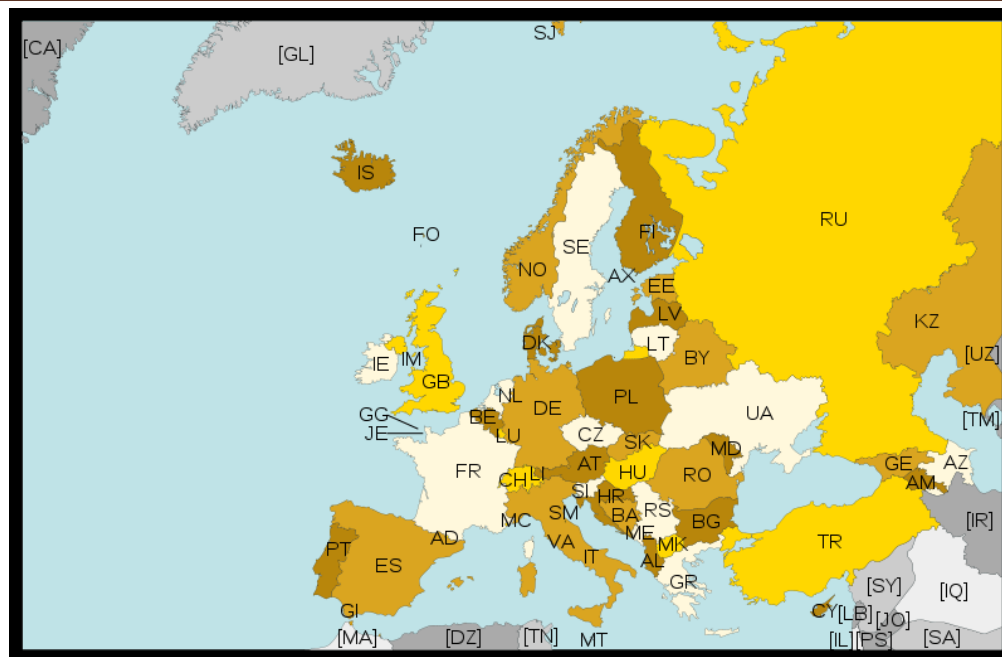 [CA]
[GL]
SJ
IS
FO
RU
FI
SE
NO
AX
EE
LV
KZ
[UZ]
DK
LT
BY
IE
IM
GB
[TM]
NL
DE
PL
GG
BE
UA
JE
LU
CZ
SK
MD
FR
AT
HU
RO
GE
AZ
CH
LI
SI
HR
AM
MC
SM
BA
RS
BG
[IR]
AD
VA
ME
MK
TR
PT
ES
IT
AL
GR
[SY]
[IQ]
GI
CY
[LB]
[JO]
[MA]
[DZ]
[TN]
MT
[IL]
[PS]
[SA]